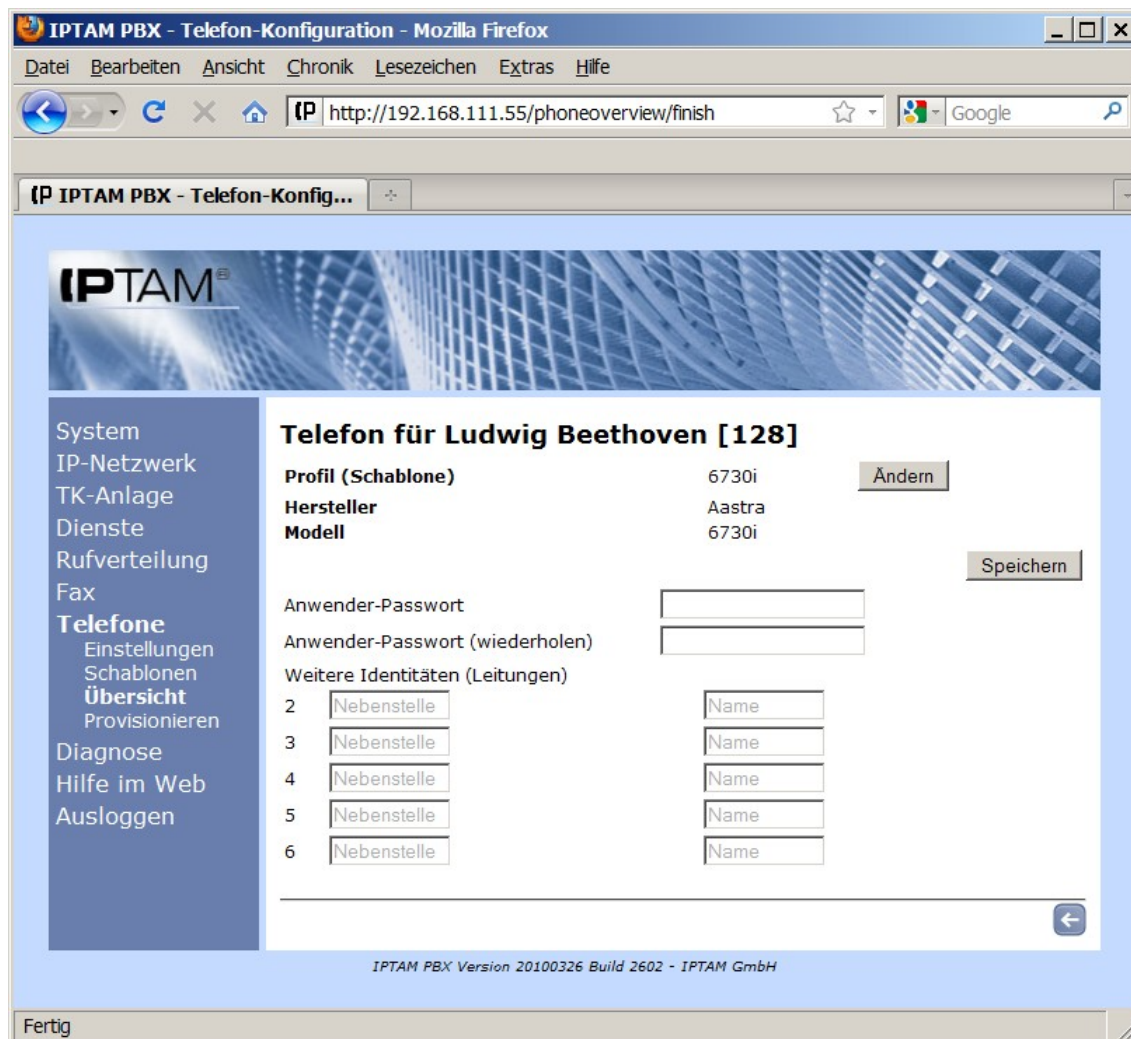 IPTAM PBX - Telefon-Konfiguration - Mozilla Firefox
Datei Bearbeiten Ansicht Chronik Lesezeichen Extras Hilfe
http://192.168.111.55/phoneoverview/finish Google
IPTAM PBX - Telefon-Konfig...
IPTAM®
System
IP-Netzwerk
TK-Anlage
Dienste
Rufverteilung
Fax
Telefone
Einstellungen
Schablonen
Übersicht
Provisionieren
Diagnose
Hilfe im Web
Ausloggen
Telefon für Ludwig Beethoven [128]
Profil (Schablone) 6730i Ändern
Hersteller Aastra
Modell 6730i
Speichern
Anwender-Passwort
Anwender-Passwort (wiederholen)
Weitere Identitäten (Leitungen)
2 Nebenstelle Name
3 Nebenstelle Name
4 Nebenstelle Name
5 Nebenstelle Name
6 Nebenstelle Name
IPTAM PBX Version 20100326 Build 2602 - IPTAM GmbH
Fertig